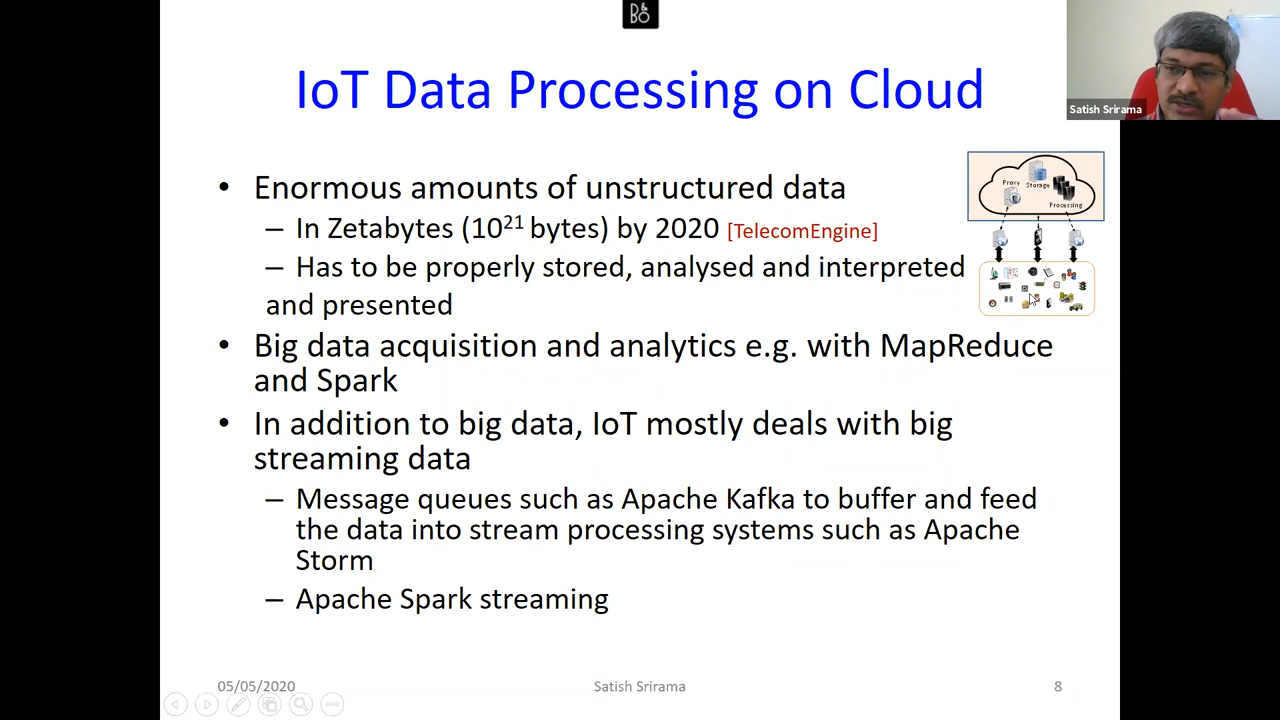 B&
BO
IoT Data Processing on Cloud
Satish Srirama
• Enormous amounts of unstructured data
– In Zetabytes (10²¹ bytes) by 2020 [TelecomEngine]
– Has to be properly stored, analysed and interpreted
and presented
Proxy Storage
Processing
• Big data acquisition and analytics e.g. with MapReduce
and Spark
• In addition to big data, IoT mostly deals with big
streaming data
– Message queues such as Apache Kafka to buffer and feed
the data into stream processing systems such as Apache
Storm
– Apache Spark streaming
05/05/2020 Satish Srirama 8